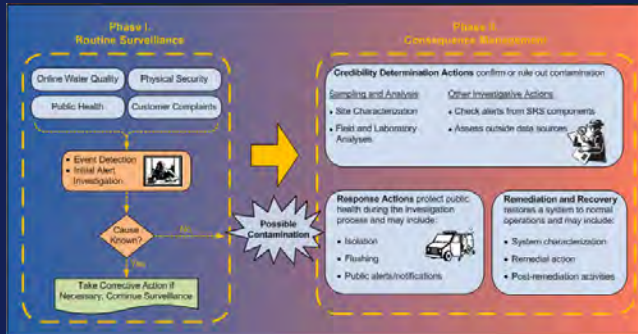 Phase I.
Routine Surveillance
Online Water Quality
Physical Security
Public Health
Customer Complaints
• Event Detection
• Initial Alert
Investigation
Cause
Known?
No
Yes
Take Corrective Action if
Necessary, Continue Surveillance
Possible
Contamination
Phase II.
Consequence Management
Credibility Determination Actions confirm or rule out contamination
Sampling and Analysis
• Site Characterization
• Field and Laboratory
Analyses
Other Investigative Actions
• Check alerts from SRS components
• Assess outside data sources
Response Actions protect public
health during the investigation
process and may include:
• Isolation
• Flushing
• Public alerts/notifications
Remediation and Recovery
restores a system to normal
operations and may include:
• System characterization
• Remedial action
• Post-remediation activities